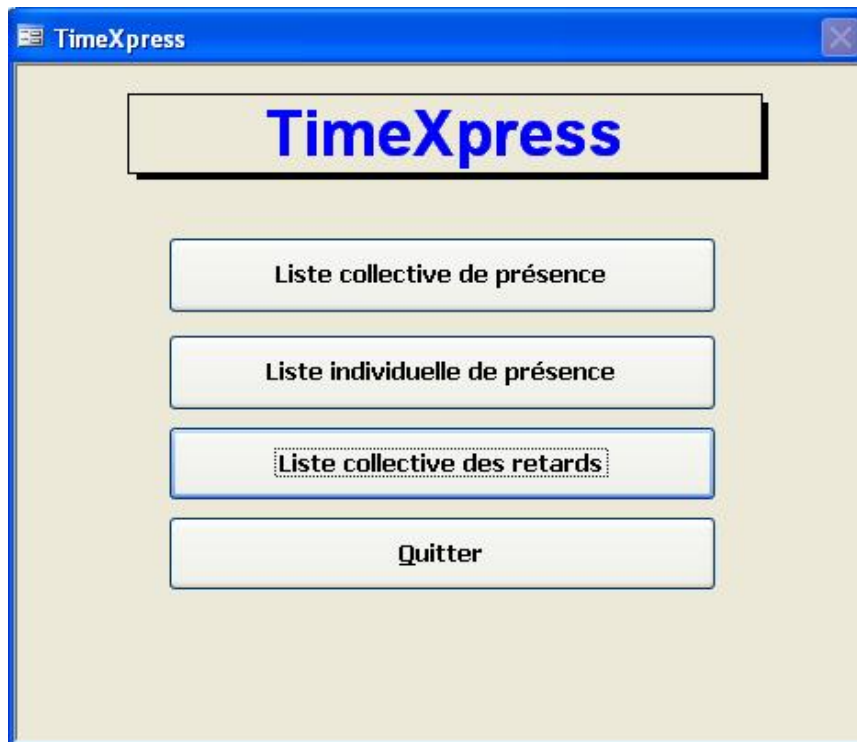 TimeXpress
TimeXpress
Liste collective de présence
Liste individuelle de présence
Liste collective des retards
Quitter